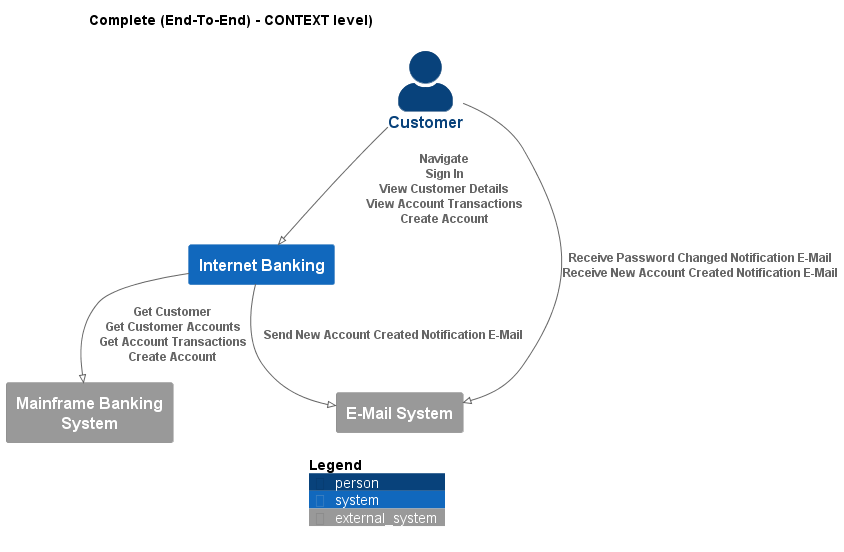 Complete (End-To-End) - CONTEXT level)
Customer
Navigate
Sign In
View Customer Details
View Account Transactions
Create Account
Receive Password Changed Notification E-Mail
Receive New Account Created Notification E-Mail
Internet Banking
Get Customer
Get Customer Accounts
Get Account Transactions
Create Account
Send New Account Created Notification E-Mail
Mainframe Banking
System
E-Mail System
Legend
person
system
external_system